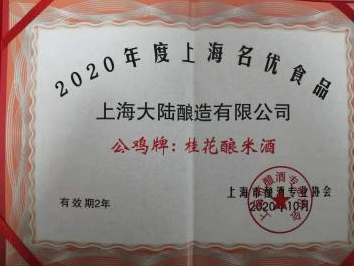 2020年度上海名优食品
上海大陆酿造有限公司
公鸡牌：桂花酿米酒
上海市酿酒专业协会
有效期2年
2020年10月